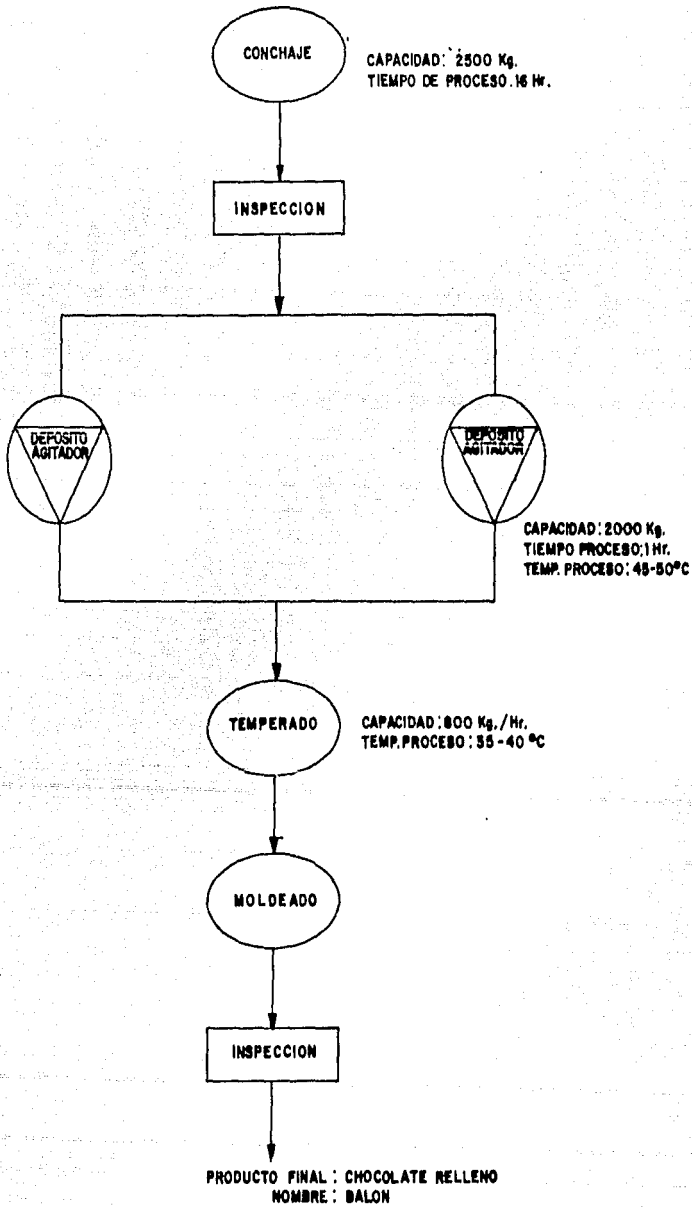 CONCHAJE
CAPACIDAD: 2500 Kg.
TIEMPO DE PROCESO: 16 Hr.
INSPECCION
DEPOSITO
AGITADOR
DEPOSITO
AGITADOR
CAPACIDAD: 2000 Kg.
TIEMPO PROCESO: 1 Hr.
TEMP. PROCESO: 45-50°C
TEMPERADO
CAPACIDAD: 800 Kg./Hr.
TEMP. PROCESO: 35-40 °C
MOLDEADO
INSPECCION
PRODUCTO FINAL: CHOCOLATE RELLENO
NOMBRE: BALON